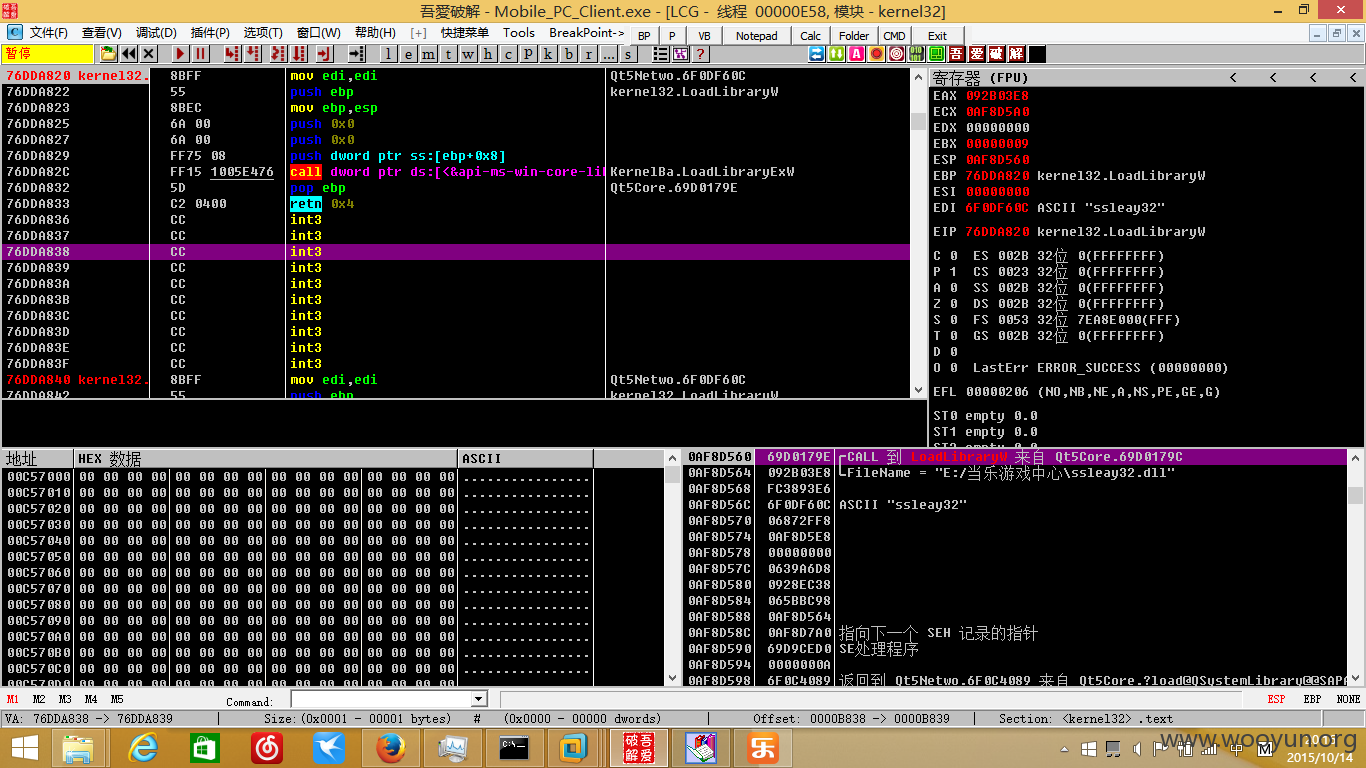 吾愛破解 - Mobile_PC_Client.exe - [LCG - 线程 00000E58, 模块 - kernel32]
文件(F) 查看(V) 调试(D) 插件(P) 选项(T) 窗口(W) 帮助(H) [+] 快捷菜单 Tools BreakPoint-> BP P VB Notepad Calc Folder CMD Exit
暂停 l e m t w h c p k b r ... s ? 吾 爱 破 解
76DDA820 kernel32. 8BFF mov edi,edi Qt5Netwo.6F0DF60C
76DDA822 55 push ebp kernel32.LoadLibraryW
76DDA823 8BEC mov ebp,esp
76DDA825 6A 00 push 0x0
76DDA827 6A 00 push 0x0
76DDA829 FF75 08 push dword ptr ss:[ebp+0x8]
76DDA82C FF15 1005E476 call dword ptr ds:[<&api-ms-win-core-lil KernelBa.LoadLibraryExW
76DDA832 5D pop ebp Qt5Core.69D0179E
76DDA833 C2 0400 retn 0x4
76DDA836 CC int3
76DDA837 CC int3
76DDA838 CC int3
76DDA839 CC int3
76DDA83A CC int3
76DDA83B CC int3
76DDA83C CC int3
76DDA83D CC int3
76DDA83E CC int3
76DDA83F CC int3
76DDA840 kernel32. 8BFF mov edi,edi Qt5Netwo.6F0DF60C
76DDA842 55 push ebp kernel32.LoadLibraryW
寄存器 (FPU) < < < <
EAX 092B03E8
ECX 0AF8D5A0
EDX 00000000
EBX 00000009
ESP 0AF8D560
EBP 76DDA820 kernel32.LoadLibraryW
ESI 00000000
EDI 6F0DF60C ASCII "ssleay32"
EIP 76DDA820 kernel32.LoadLibraryW
C 0 ES 002B 32位 0(FFFFFFFF)
P 1 CS 0023 32位 0(FFFFFFFF)
A 0 SS 002B 32位 0(FFFFFFFF)
Z 0 DS 002B 32位 0(FFFFFFFF)
S 0 FS 0053 32位 7EA8E000(FFF)
T 0 GS 002B 32位 0(FFFFFFFF)
D 0
O 0 LastErr ERROR_SUCCESS (00000000)
EFL 00000206 (NO,NB,NE,A,NS,PE,GE,G)
ST0 empty 0.0
ST1 empty 0.0
ST2 empty 0.0
地址 HEX 数据 ASCII
00C57000 00 00 00 00 00 00 00 00 00 00 00 00 00 00 00 00 ................
00C57010 00 00 00 00 00 00 00 00 00 00 00 00 00 00 00 00 ................
00C57020 00 00 00 00 00 00 00 00 00 00 00 00 00 00 00 00 ................
00C57030 00 00 00 00 00 00 00 00 00 00 00 00 00 00 00 00 ................
00C57040 00 00 00 00 00 00 00 00 00 00 00 00 00 00 00 00 ................
00C57050 00 00 00 00 00 00 00 00 00 00 00 00 00 00 00 00 ................
00C57060 00 00 00 00 00 00 00 00 00 00 00 00 00 00 00 00 ................
00C57070 00 00 00 00 00 00 00 00 00 00 00 00 00 00 00 00 ................
00C57080 00 00 00 00 00 00 00 00 00 00 00 00 00 00 00 00 ................
00C57090 00 00 00 00 00 00 00 00 00 00 00 00 00 00 00 00 ................
00C570A0 00 00 00 00 00 00 00 00 00 00 00 00 00 00 00 00 ................
00C570B0 00 00 00 00 00 00 00 00 00 00 00 00 00 00 00 00 ................
00C570C0 00 00 00 00 00 00 00 00 00 00 00 00 00 00 00 00 ................
00C570D0 00 00 00 00 00 00 00 00 00 00 00 00 00 00 00 00 ................
0AF8D560 69D0179E CALL 到 LoadLibraryW 来自 Qt5Core.69D0179C
0AF8D564 092B03E8 FileName = "E:/当乐游戏中心\ssleay32.dll"
0AF8D568 FC3893E6
0AF8D56C 6F0DF60C ASCII "ssleay32"
0AF8D570 06872FF8
0AF8D574 0AF8D5E8
0AF8D578 00000000
0AF8D57C 0639A6D8
0AF8D580 0928EC38
0AF8D584 065BBC98
0AF8D588 0AF8D564
0AF8D58C 0AF8D7A0 指向下一个 SEH 记录的指针
0AF8D590 69D9CED0 SE处理程序
0AF8D594 0000000A
0AF8D598 6F0C4089 返回到 Qt5Netwo.6F0C4089 来自 Qt5Core.?load@QSystemLibrary@@SAPA
M1 M2 M3 M4 M5 Command: ESP EBP NONE
VA: 76DDA838 -> 76DDA839 Size:(0x0001 - 00001 bytes) # (0x0000 - 00000 dwords) Offset: 0000B838 -> 0000B839 Section: <kernel32> .text
www.wooyun.org
2015/10/14